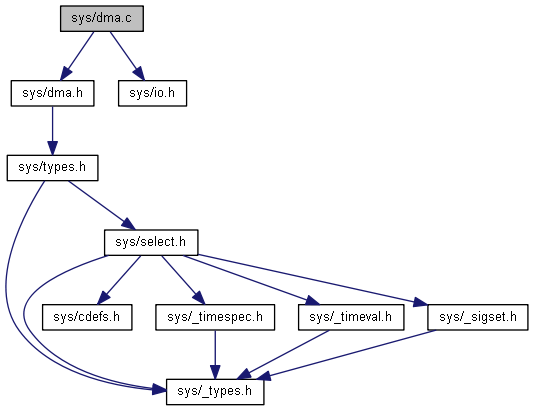 sys/dma.c
sys/dma.h
sys/io.h
sys/types.h
sys/select.h
sys/cdefs.h
sys/_timespec.h
sys/_timeval.h
sys/_sigset.h
sys/_types.h